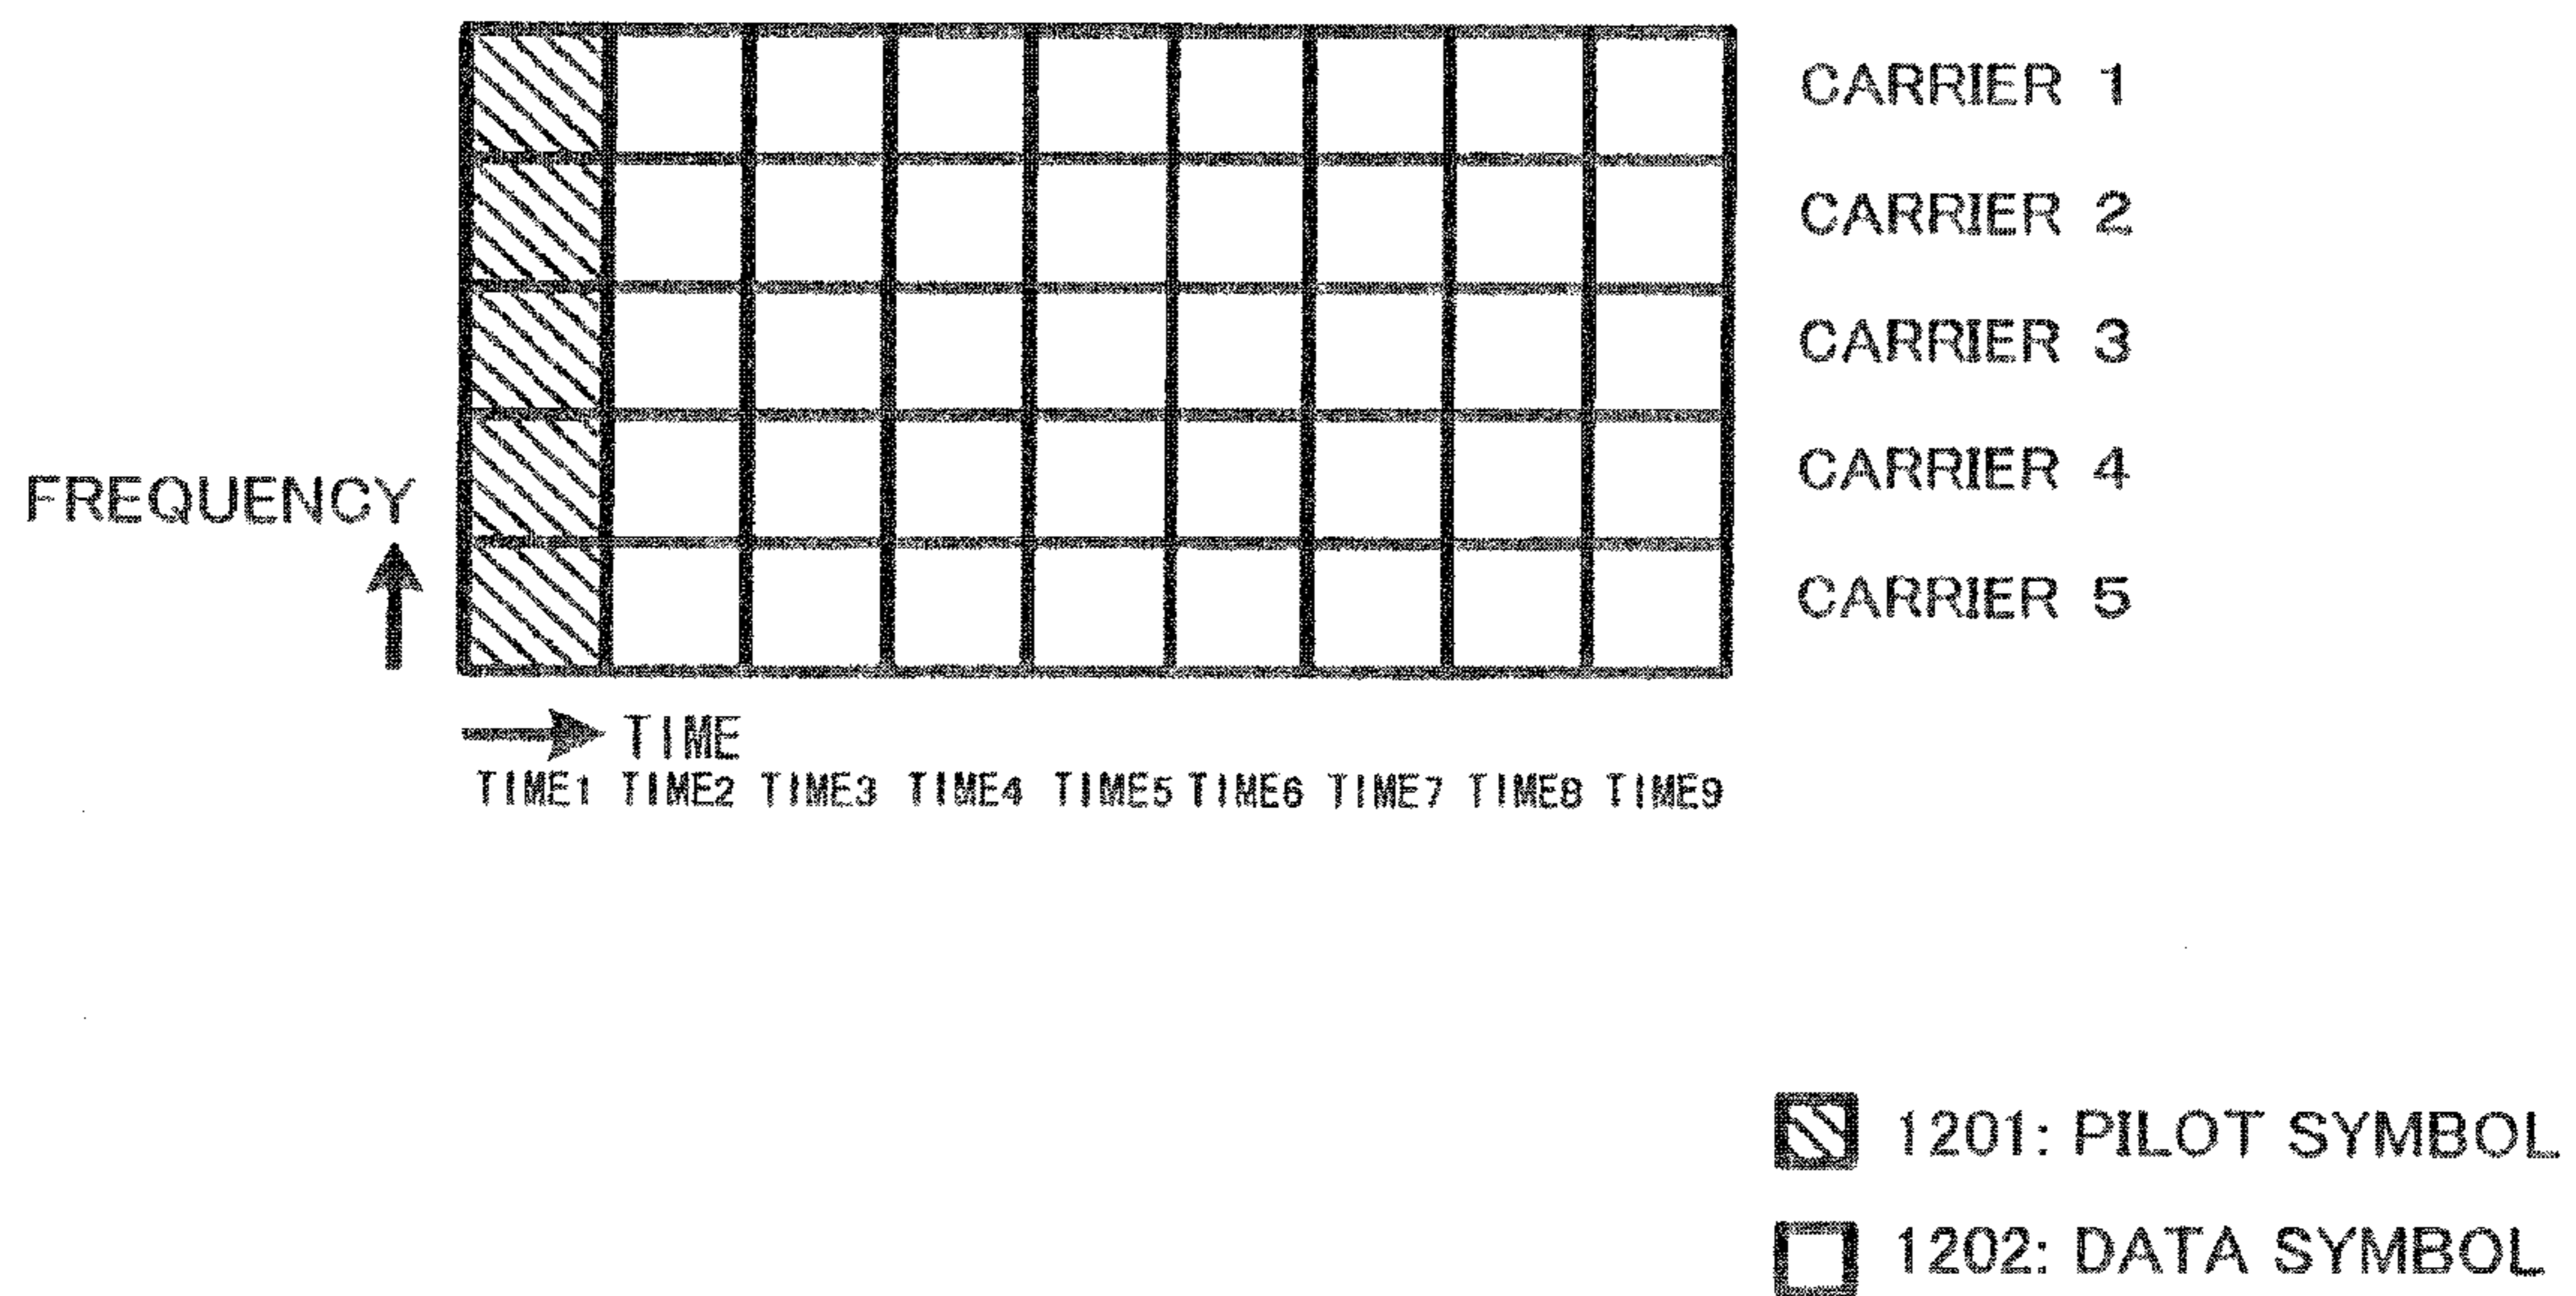 CARRIER 1
CARRIER 2
CARRIER 3
CARRIER 4
CARRIER 5
FREQUENCY
TIME
TIME1 TIME2 TIME3 TIME4 TIME5 TIME6 TIME7 TIME8 TIME9
1201: PILOT SYMBOL
1202: DATA SYMBOL